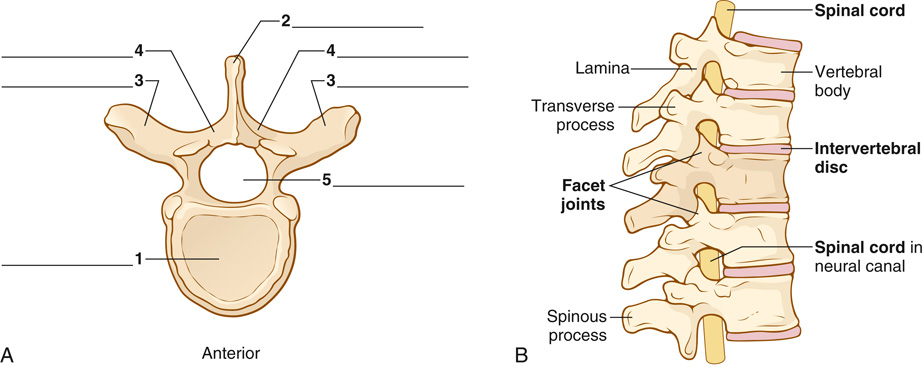 2
4
4
3
3
5
1
A
Anterior
Spinal cord
Lamina
Vertebral
body
Transverse
process
Intervertebral
disc
Facet
joints
Spinal cord in
neural canal
Spinous
process
B